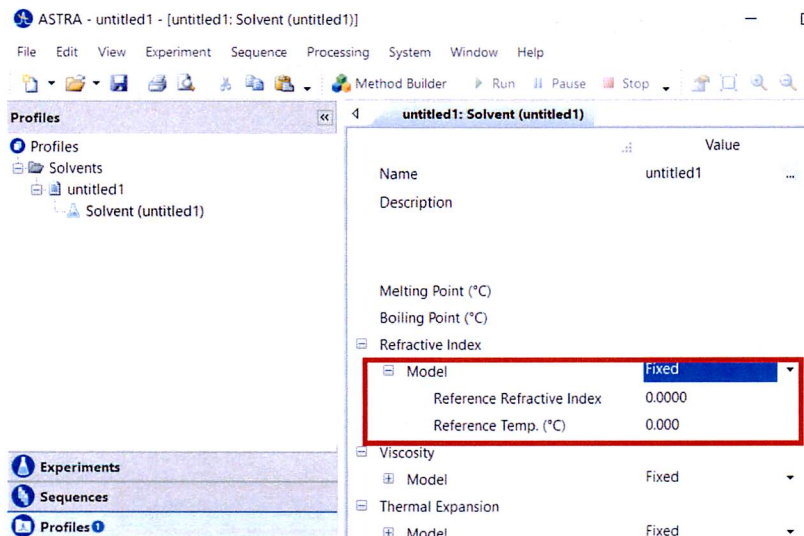 ASTRA - untitled1 - [untitled1: Solvent (untitled1)]
File Edit View Experiment Sequence Processing System Window Help
Method Builder Run Pause Stop
Profiles
untitled1: Solvent (untitled1)
Profiles
Solvents
untitled1
Solvent (untitled1)
Value
Name untitled1 ...
Description
Melting Point (°C)
Boiling Point (°C)
Refractive Index
Model Fixed
Reference Refractive Index 0.0000
Reference Temp. (°C) 0.000
Viscosity
Model Fixed
Thermal Expansion
Model Fixed
Experiments
Sequences
Profiles 1